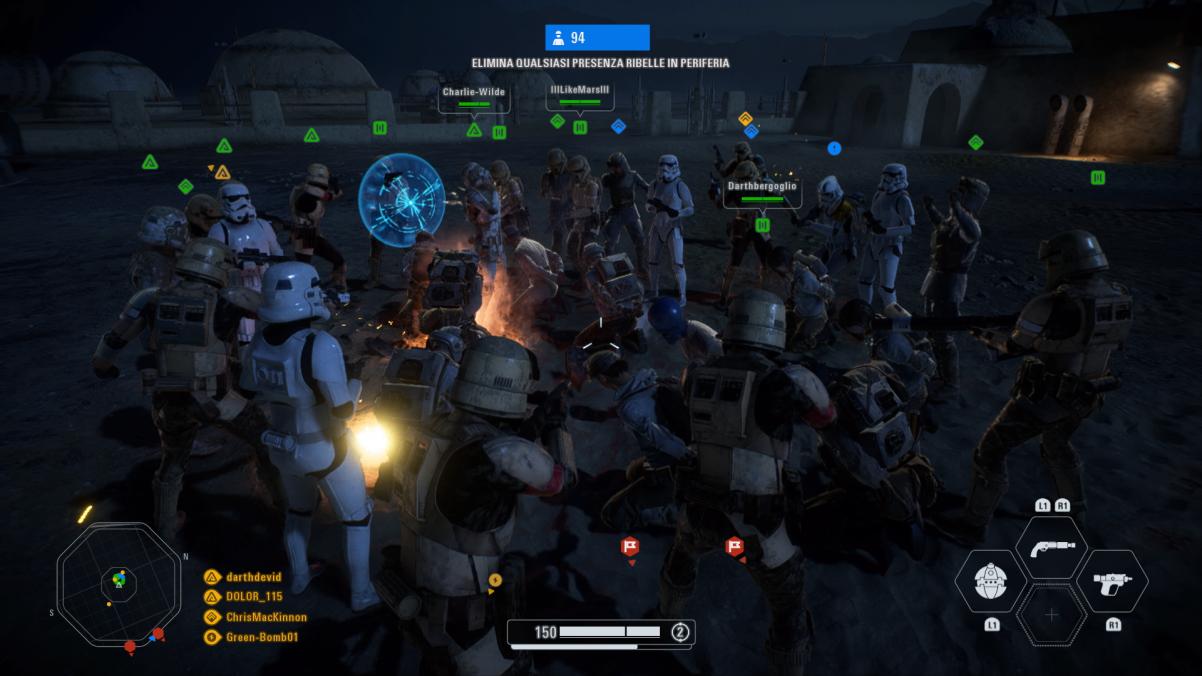 94
ELIMINA QUALSIASI PRESENZA RIBELLE IN PERIFERIA
Charlie-Wilde
IIILikeMarsIII
Darthbergoglio
L1 R1
N
S
darthdevid
DOLOR_115
ChrisMacKinnon
Green-Bomb01
150
2
L1
R1